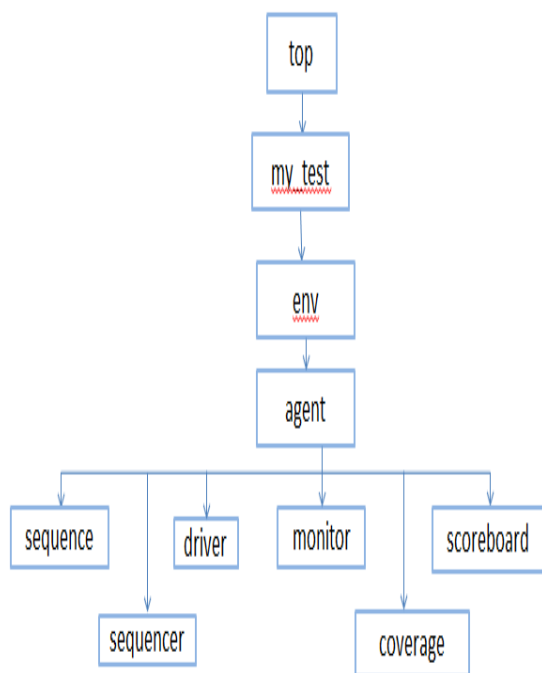 top
my_test
env
agent
sequence
driver
monitor
scoreboard
sequencer
coverage